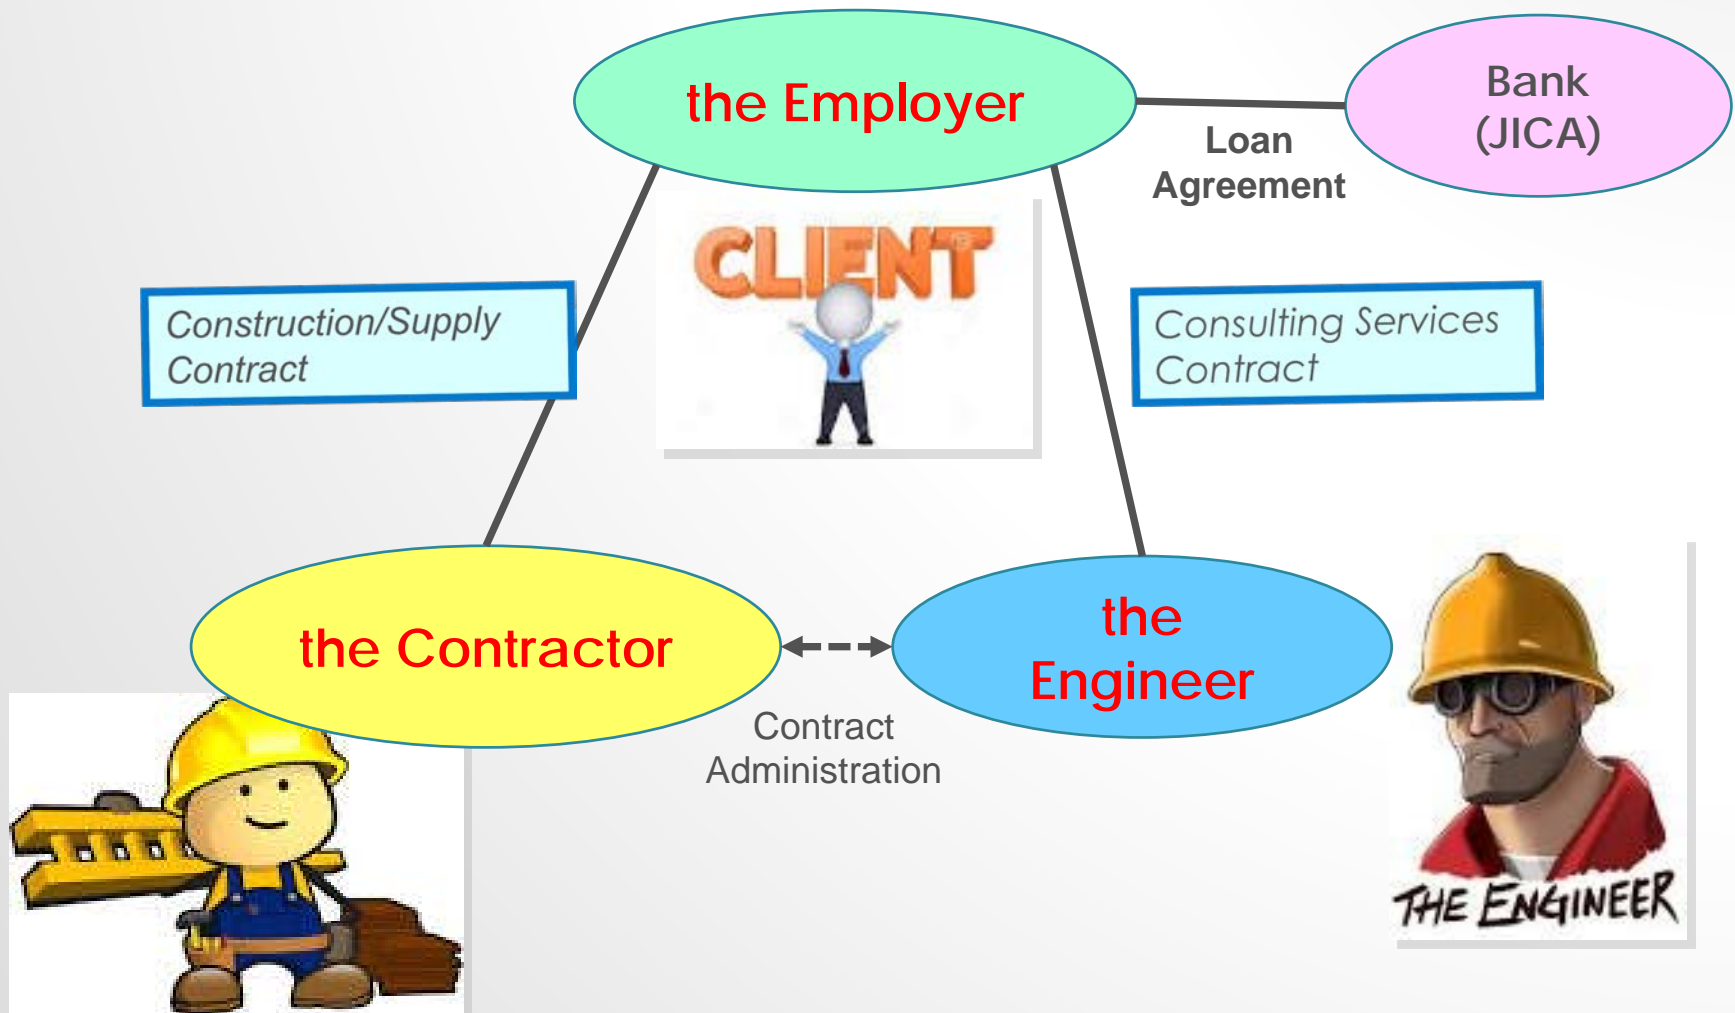 the Employer
Bank
(JICA)
Loan
Agreement
CLIENT
Construction/Supply
Contract
Consulting Services
Contract
the Contractor
the
Engineer
Contract
Administration
THE ENGINEER